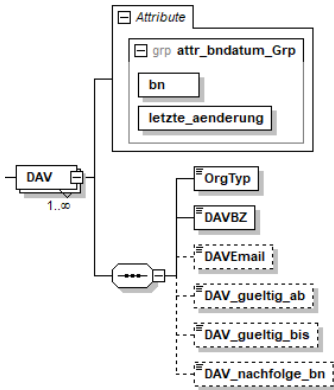 Attribute
grp attr_bndatum_Grp
bn
letzte_aenderung
DAV
1..∞
OrgTyp
DAVBZ
DAVEmail
DAV_gueltig_ab
DAV_gueltig_bis
DAV_nachfolge_bn